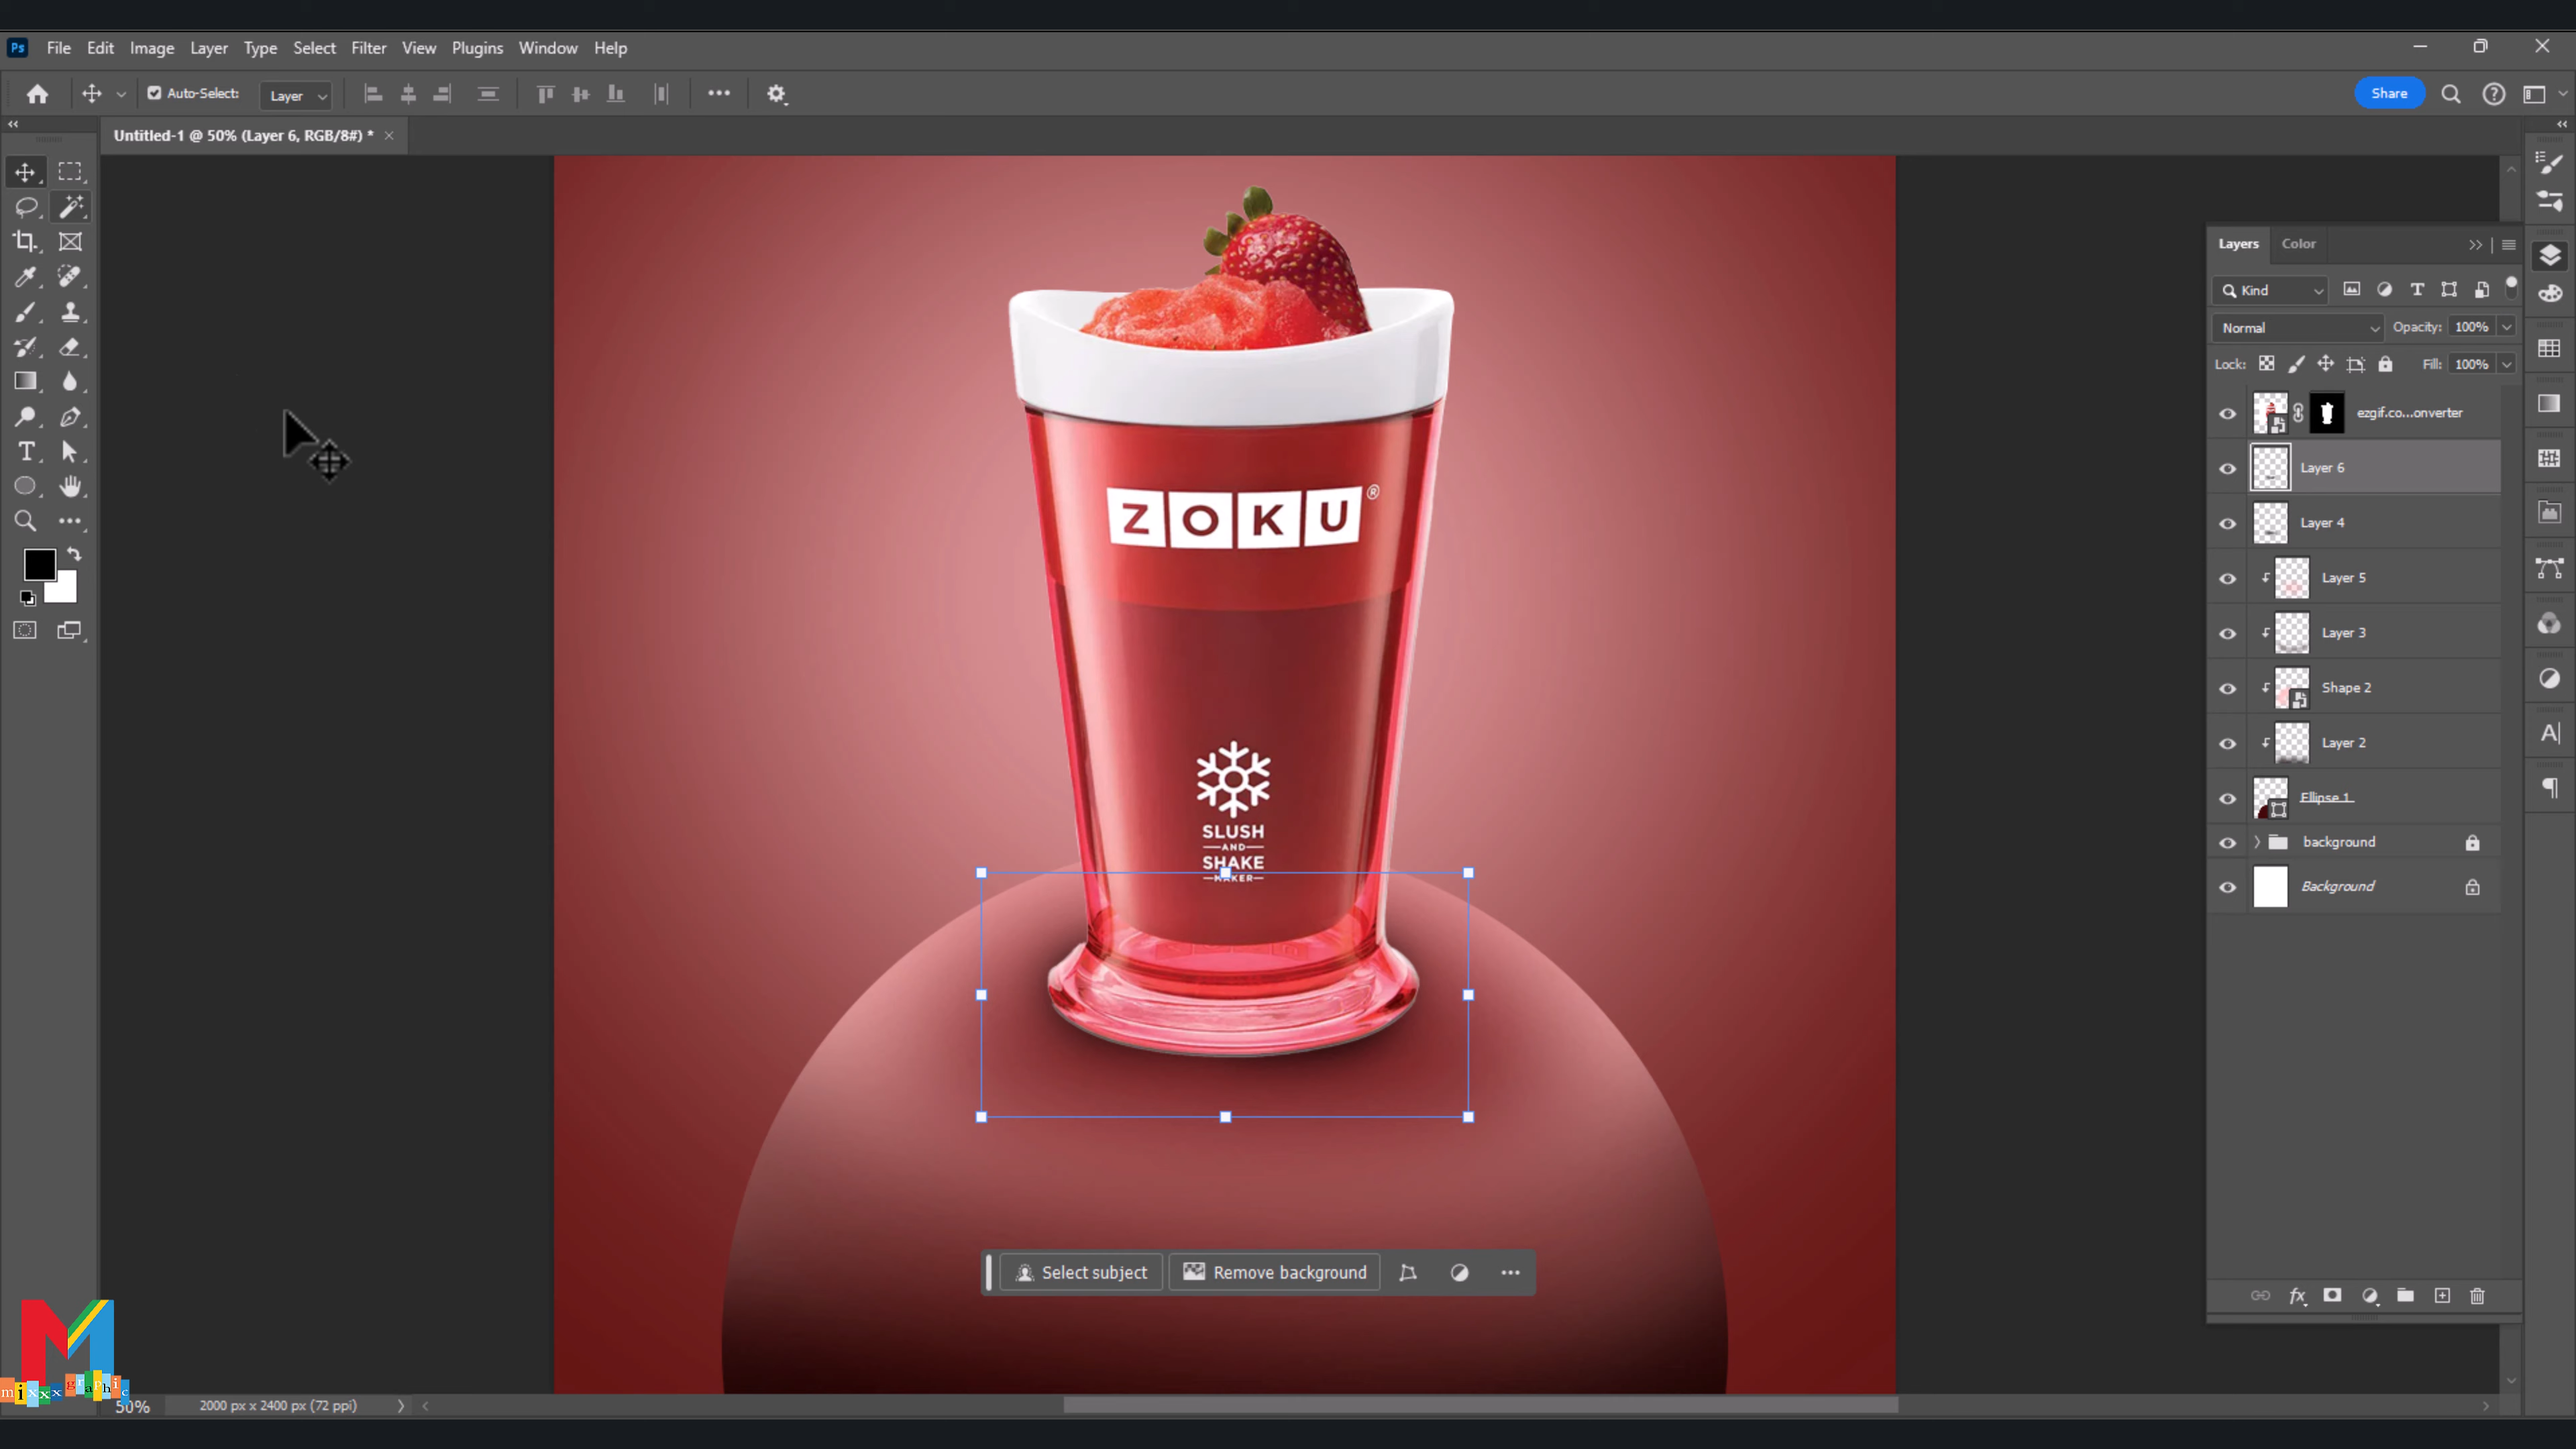 Ps File Edit Image Layer Type Select Filter View Plugins Window Help
Auto-Select: Layer Share
Untitled-1 @ 50% (Layer 6, RGB/8#) *
Layers Color
Kind
Normal Opacity: 100%
Lock: Fill: 100%
ezgif.co...onverter
Layer 6
Layer 4
Layer 5
Layer 3
Shape 2
Layer 2
Ellipse 1
background
Background
ZOKU®
SLUSH
AND
SHAKE
MAKER
Select subject Remove background
M
mixxx graphic
50% 2000 px x 2400 px (72 ppi)